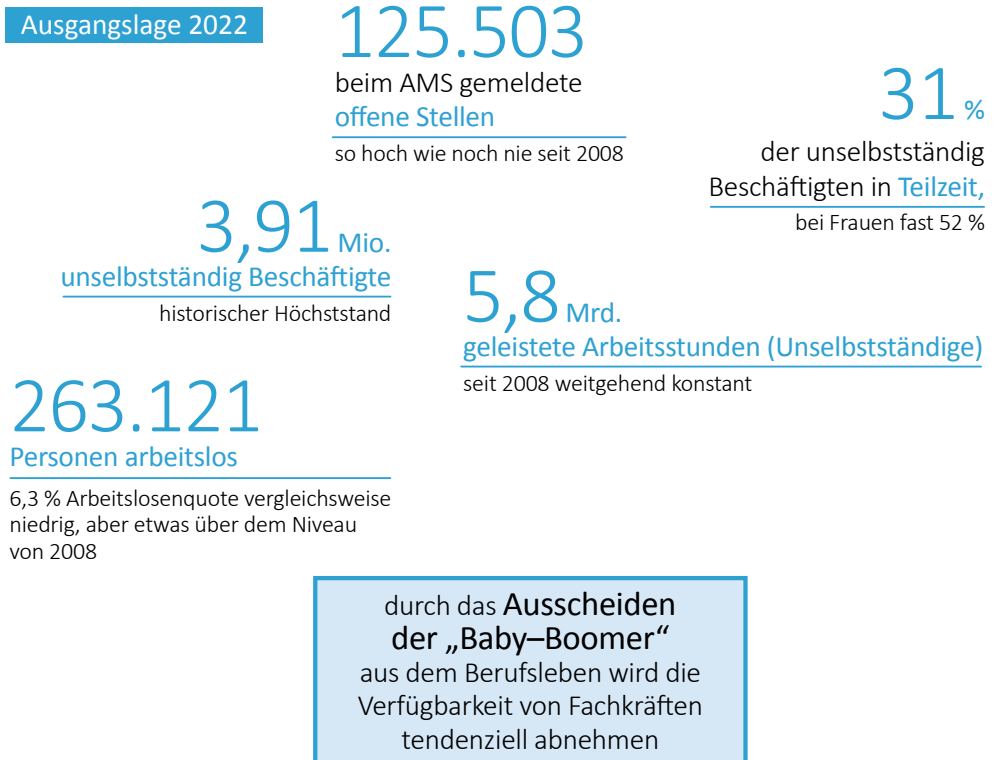 Ausgangslage 2022
125.503
beim AMS gemeldete
offene Stellen
so hoch wie noch nie seit 2008
31 %
der unselbstständig
Beschäftigten in Teilzeit,
bei Frauen fast 52 %
3,91 Mio.
unselbstständig Beschäftigte
historischer Höchststand
5,8 Mrd.
geleistete Arbeitsstunden (Unselbstständige)
seit 2008 weitgehend konstant
263.121
Personen arbeitslos
6,3 % Arbeitslosenquote vergleichsweise
niedrig, aber etwas über dem Niveau
von 2008
durch das Ausscheiden
der „Baby–Boomer“
aus dem Berufsleben wird die
Verfügbarkeit von Fachkräften
tendenziell abnehmen